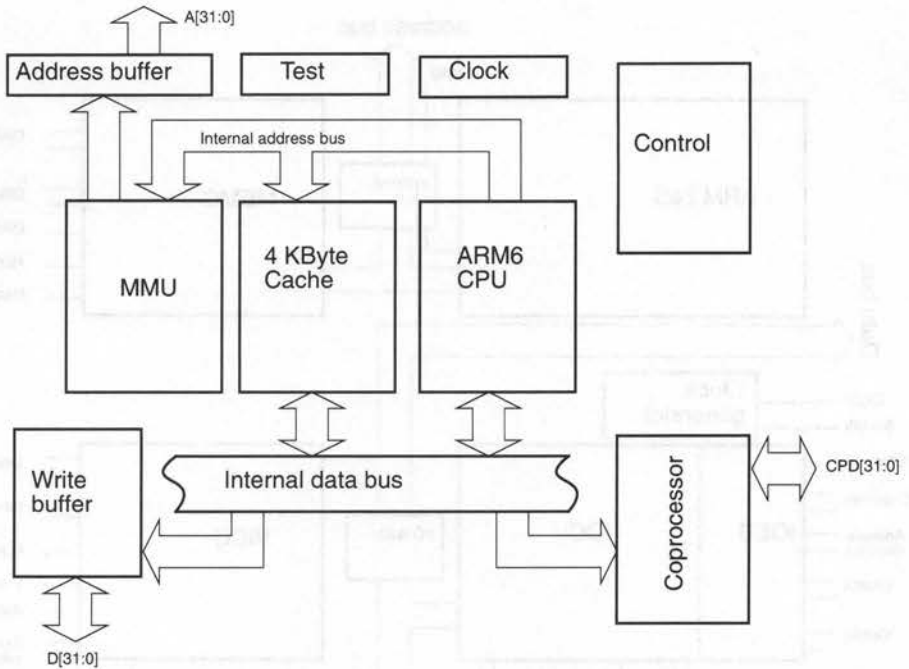 A[31:0]
Address buffer
Test
Clock
Control
Internal address bus
MMU
4 KByte
Cache
ARM6
CPU
Write
buffer
Internal data bus
Coprocessor
CPD[31:0]
D[31:0]